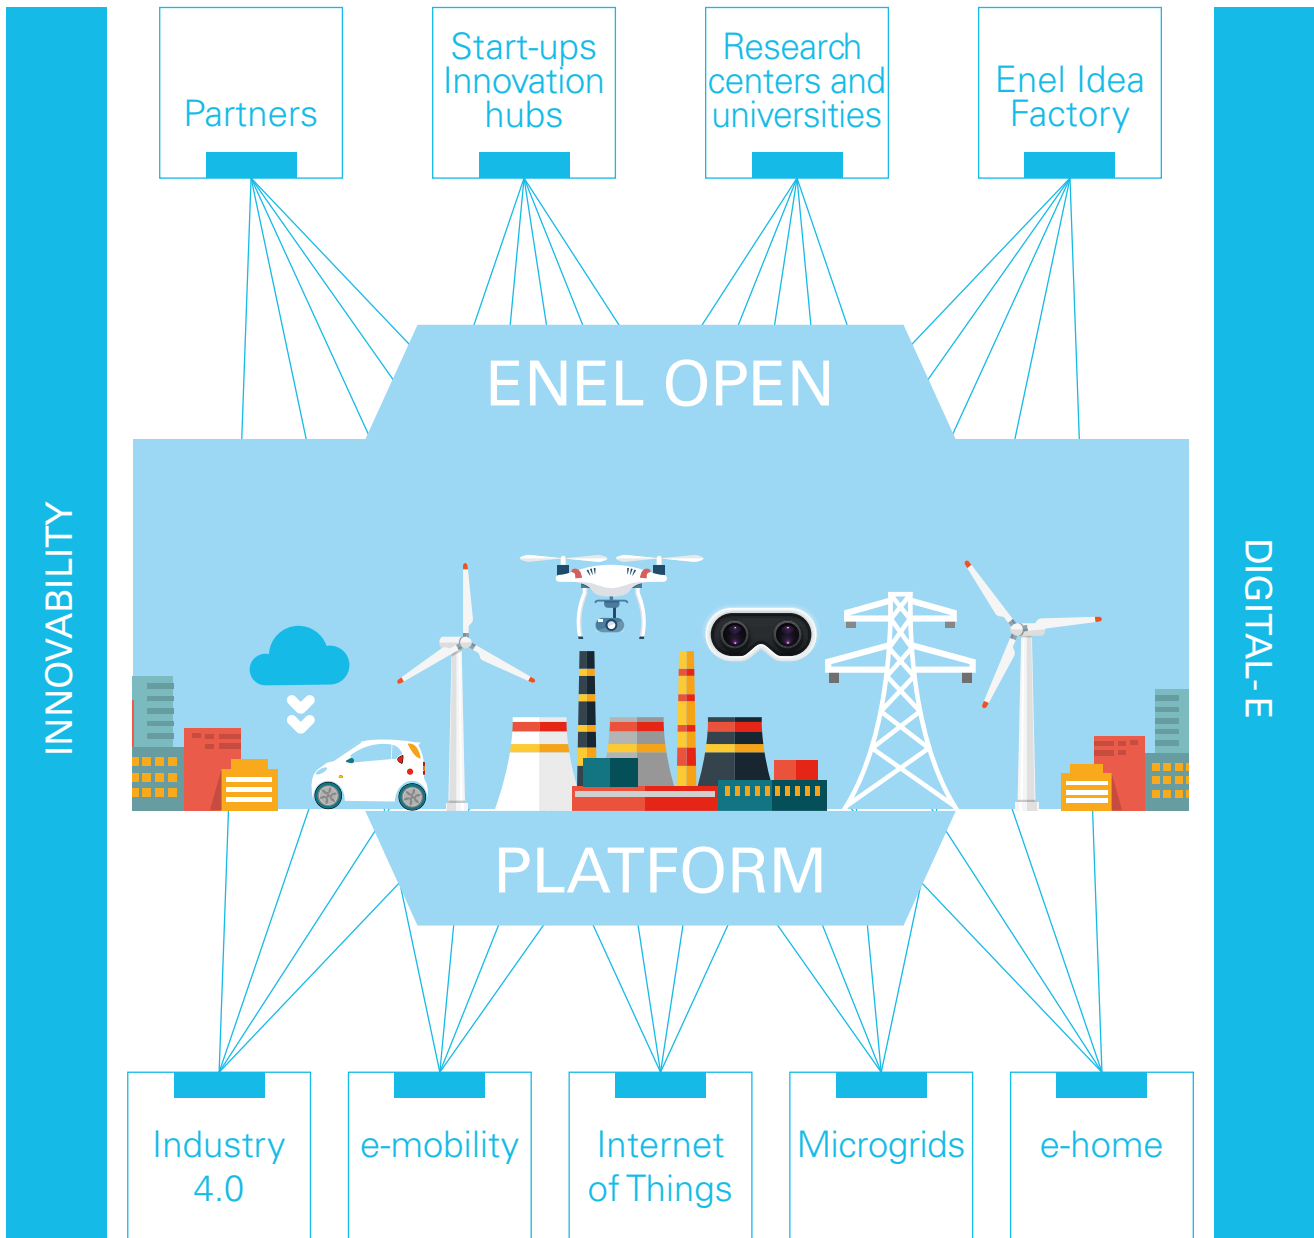 Partners
Start-ups
Innovation
hubs
Research
centers and
universities
Enel Idea
Factory
ENEL OPEN
INNOVABILITY
DIGITAL- E
PLATFORM
Industry
4.0
e-mobility
Internet
of Things
Microgrids
e-home